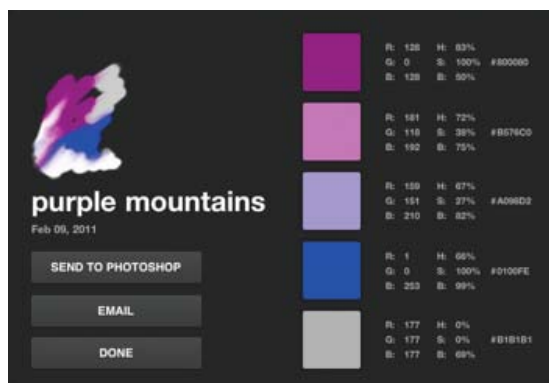 purple mountains
Feb 09, 2011
SEND TO PHOTOSHOP
EMAIL
DONE
R: 128 H: 83%
G: 0 S: 100% #800080
B: 128 B: 50%
R: 181 H: 72%
G: 118 S: 39% #B576C0
B: 192 B: 75%
R: 159 H: 67%
G: 151 S: 27% #A098D2
B: 210 B: 82%
R: 1 H: 66%
G: 0 S: 100% #0100FE
B: 253 B: 99%
R: 177 H: 0%
G: 177 S: 0% #B1B1B1
B: 177 B: 69%